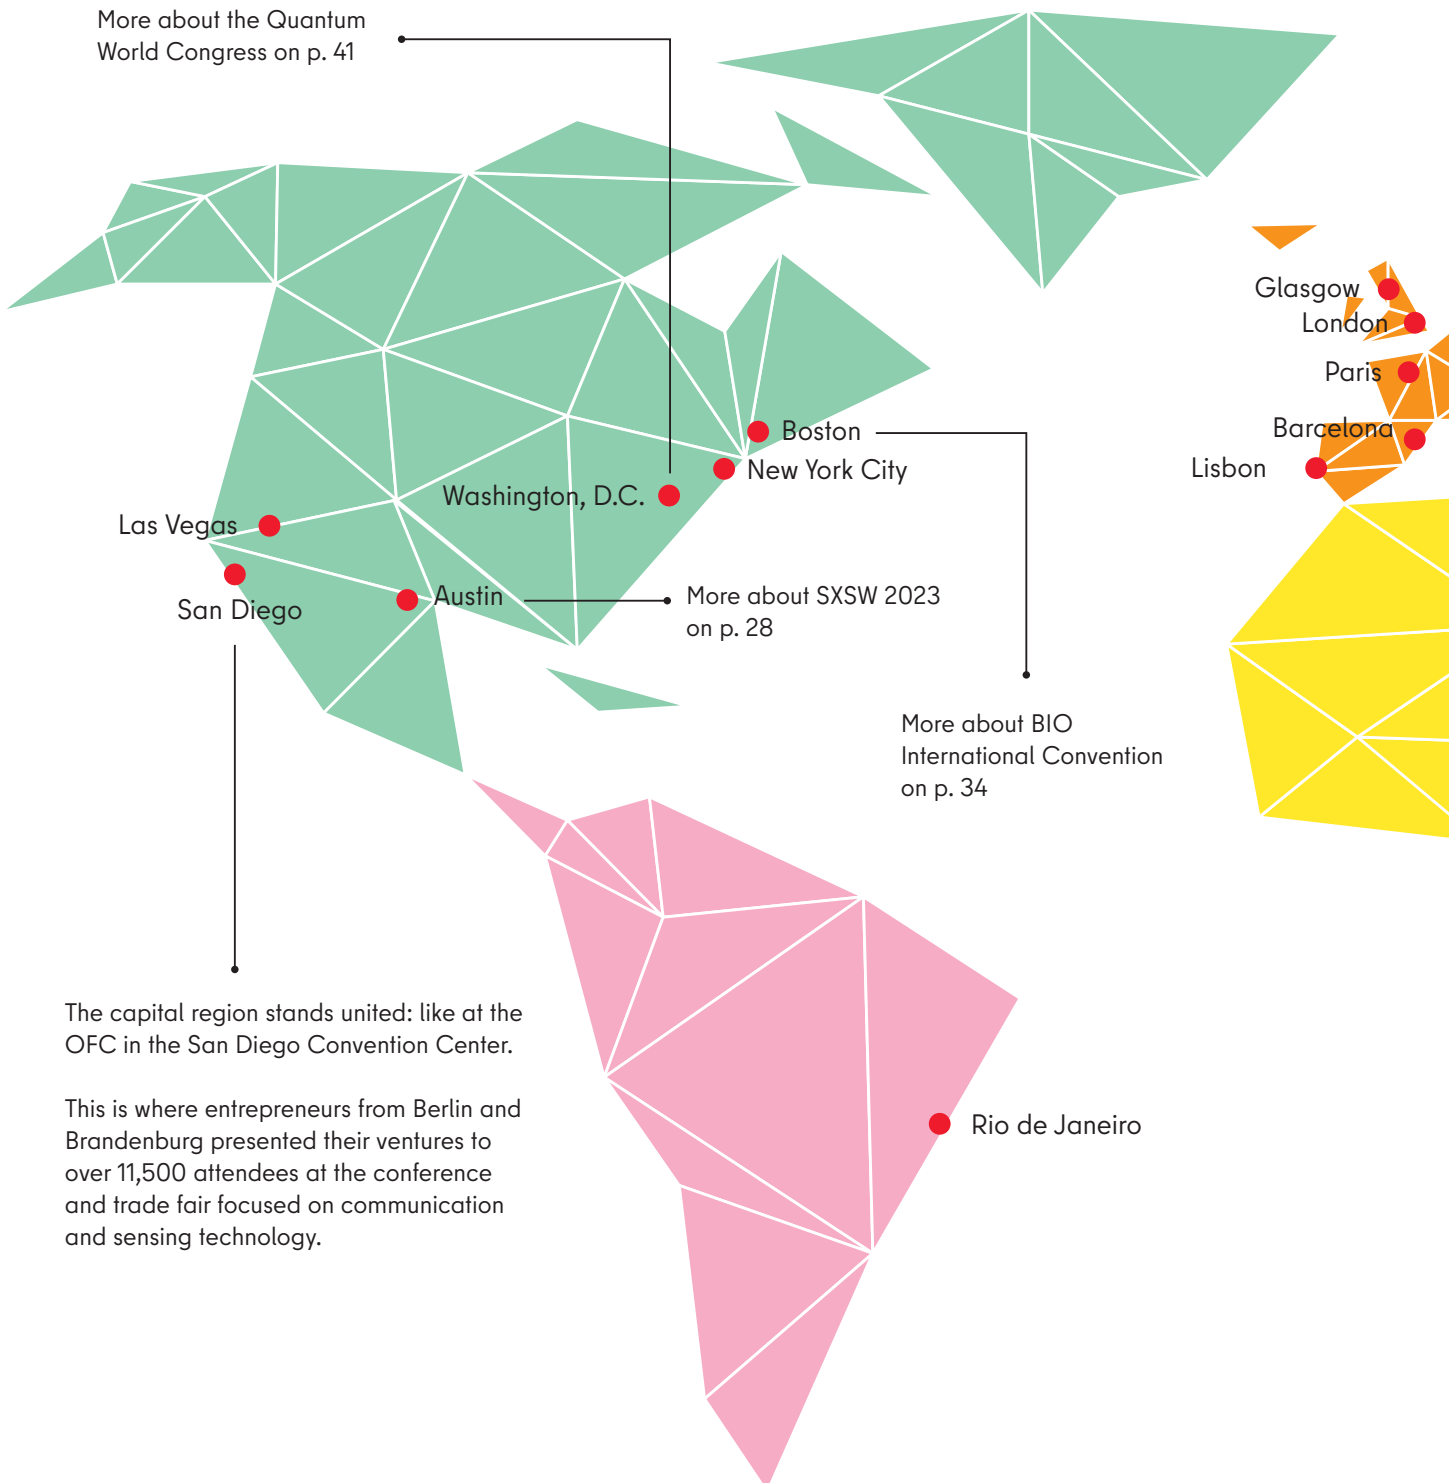 More about the Quantum
World Congress on p. 41
Glasgow
London
Paris
Barcelona
Lisbon
Boston
New York City
Washington, D.C.
Las Vegas
San Diego
Austin
More about SXSW 2023
on p. 28
More about BIO
International Convention
on p. 34
The capital region stands united: like at the
OFC in the San Diego Convention Center.
This is where entrepreneurs from Berlin and
Brandenburg presented their ventures to
over 11,500 attendees at the conference
and trade fair focused on communication
and sensing technology.
Rio de Janeiro